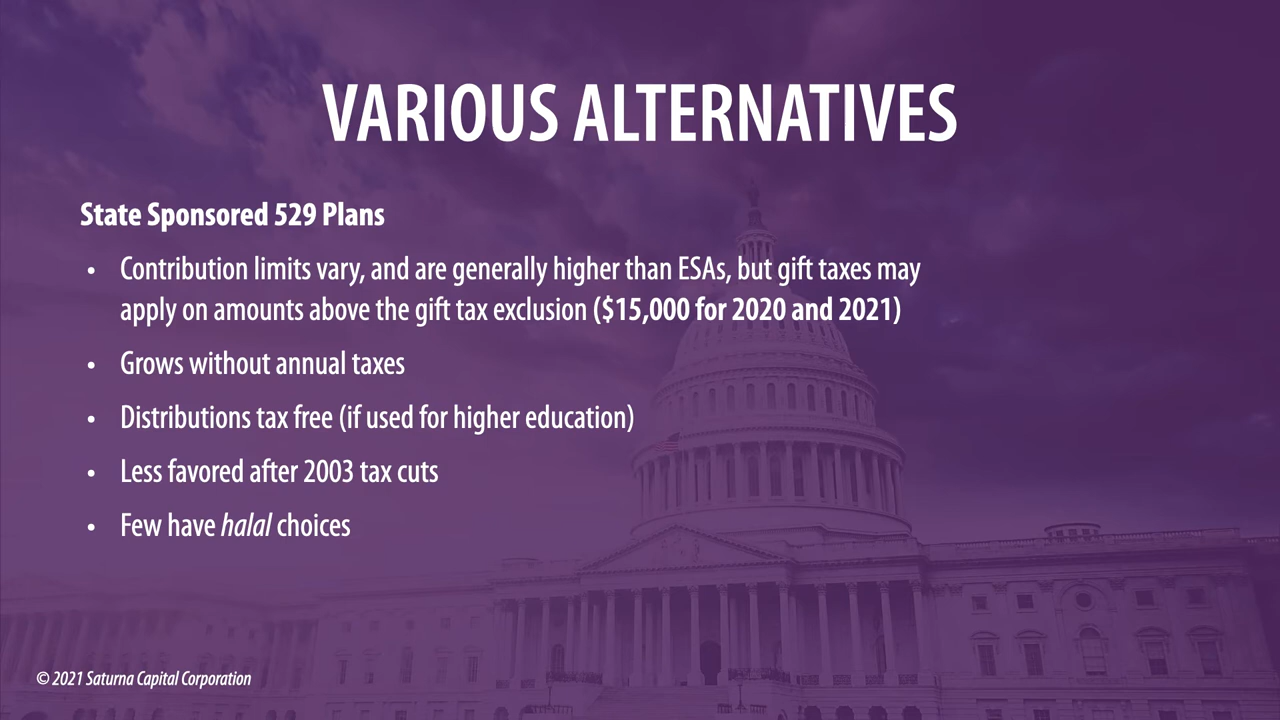 VARIOUS ALTERNATIVES
State Sponsored 529 Plans
• Contribution limits vary, and are generally higher than ESAs, but gift taxes may
apply on amounts above the gift tax exclusion ($15,000 for 2020 and 2021)
• Grows without annual taxes
• Distributions tax free (if used for higher education)
• Less favored after 2003 tax cuts
• Few have halal choices
© 2021 Saturna Capital Corporation